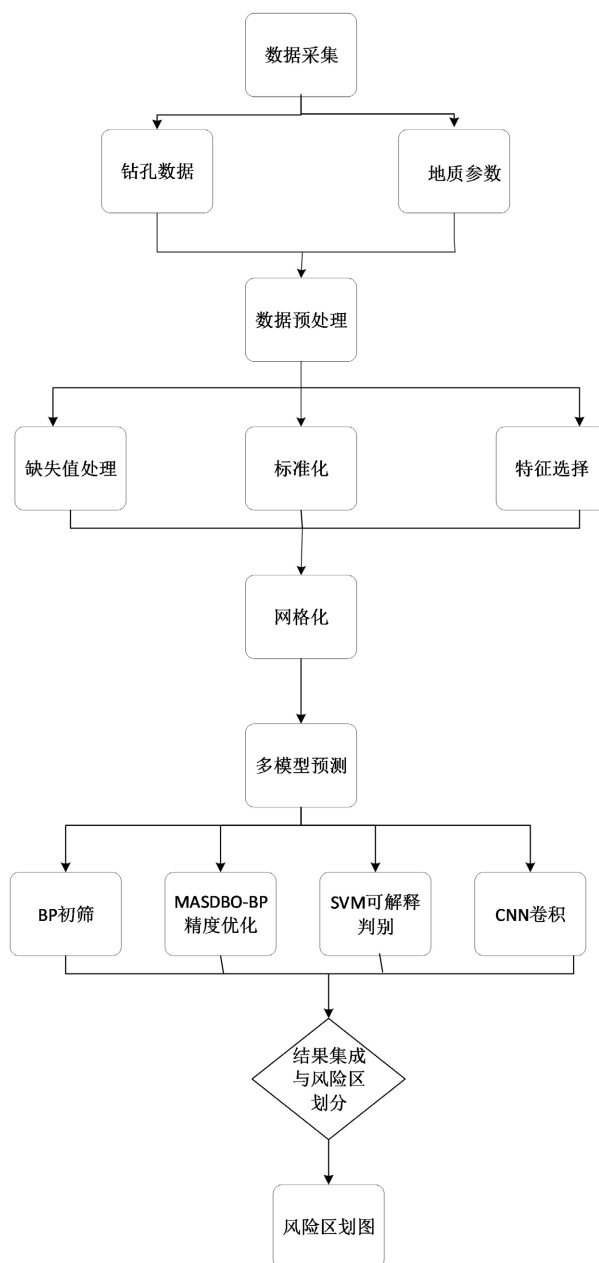 数据采集
钻孔数据
地质参数
数据预处理
缺失值处理
标准化
特征选择
网格化
多模型预测
BP初筛
MASDBO-BP
精度优化
SVM可解释
判别
CNN卷积
结果集成
与风险区
划分
风险区划图